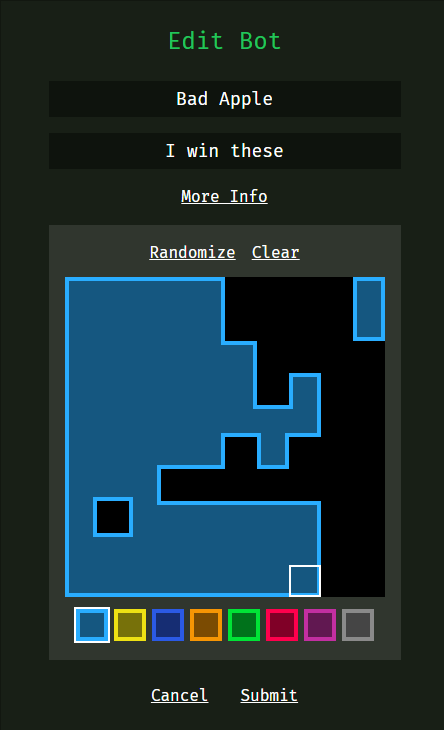 Edit Bot
Bad Apple
I win these
More Info
Randomize Clear
Cancel Submit